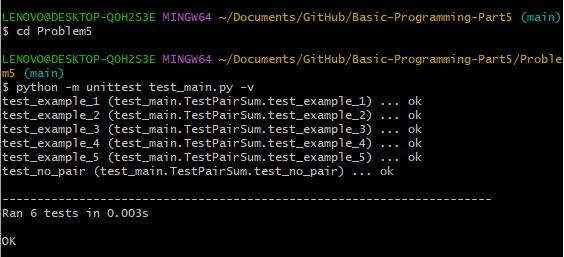 LENOVO@DESKTOP-QOH2S3E MINGW64 ~/Documents/GitHub/Basic-Programming-Part5 (main)
$ cd Problem5
LENOVO@DESKTOP-QOH2S3E MINGW64 ~/Documents/GitHub/Basic-Programming-Part5/Proble
m5 (main)
$ python -m unittest test_main.py -v
test_example_1 (test_main.TestPairSum.test_example_1) ... ok
test_example_2 (test_main.TestPairSum.test_example_2) ... ok
test_example_3 (test_main.TestPairSum.test_example_3) ... ok
test_example_4 (test_main.TestPairSum.test_example_4) ... ok
test_example_5 (test_main.TestPairSum.test_example_5) ... ok
test_no_pair (test_main.TestPairSum.test_no_pair) ... ok
----------------------------------------------------------------------
Ran 6 tests in 0.003s
OK